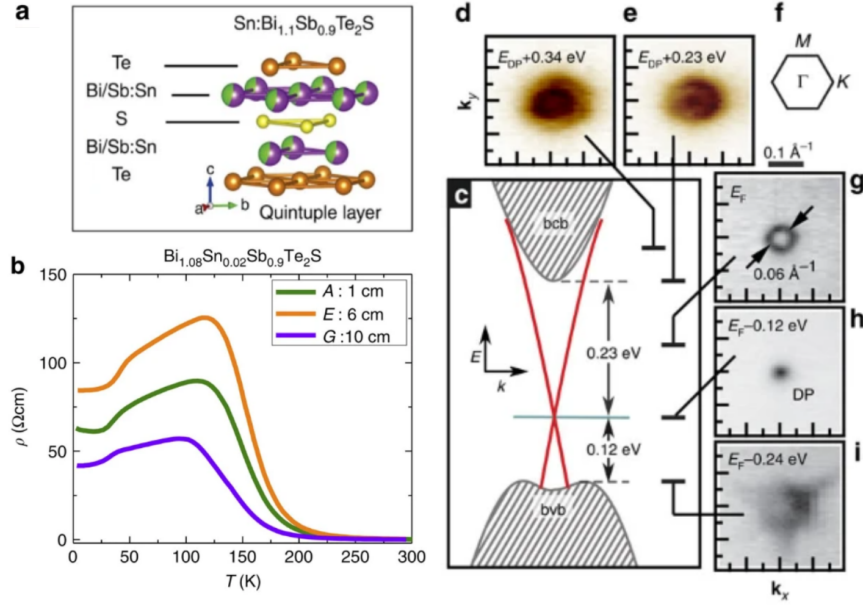 a
Sn:Bi1.1Sb0.9Te2S
Te
Bi/Sb:Sn
S
Bi/Sb:Sn
Te
c
a
b
Quintuple layer
b
Bi1.08Sn0.02Sb0.9Te2S
150
125
100
75
50
25
0
ρ (Ωcm)
A : 1 cm
E : 6 cm
G :10 cm
0
50
100
150
200
250
300
T (K)
c
bcb
E
k
0.23 eV
0.12 eV
bvb
d
EDP+0.34 eV
ky
e
EDP+0.23 eV
f
M
Γ
K
0.1 Å−1
g
EF
0.06 Å−1
h
EF−0.12 eV
DP
i
EF−0.24 eV
kx